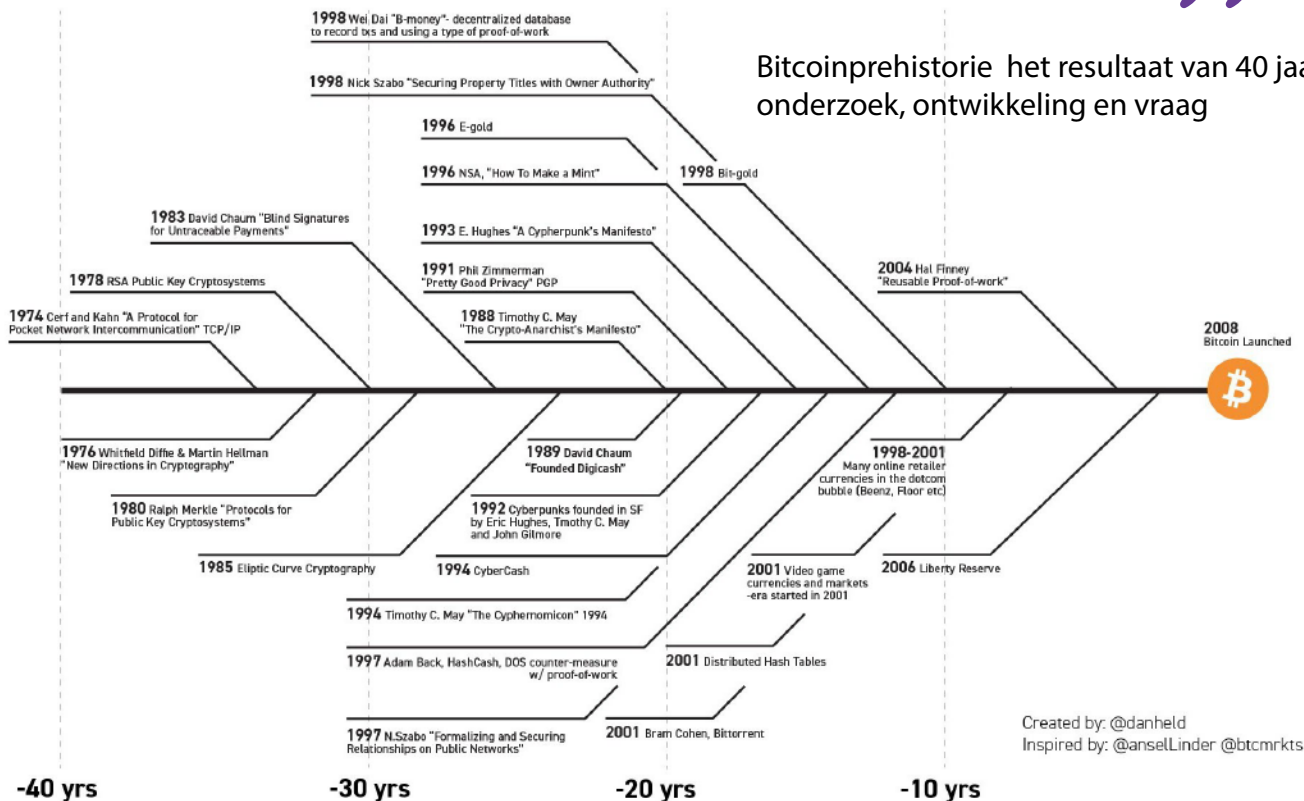 1998 Wei Dai "B-money"- decentralized database
to record txs and using a type of proof-of-work
Bitcoinprehistorie het resultaat van 40 jaa
onderzoek, ontwikkeling en vraag
1998 Nick Szabo "Securing Property Titles with Owner Authority"
1996 E-gold
1996 NSA, "How To Make a Mint"
1998 Bit-gold
1983 David Chaum "Blind Signatures
for Untraceable Payments"
1993 E. Hughes "A Cypherpunk's Manifesto"
1978 RSA Public Key Cryptosystems
1991 Phil Zimmerman
"Pretty Good Privacy" PGP
2004 Hal Finney
"Reusable Proof-of-work"
1974 Cerf and Kahn "A Protocol for
Pocket Network Intercommunication" TCP/IP
1988 Timothy C. May
"The Crypto-Anarchist's Manifesto"
2008
Bitcoin Launched
1976 Whitfield Diffie & Martin Hellman
"New Directions in Cryptography"
1989 David Chaum
"Founded Digicash"
1998-2001
Many online retailer
currencies in the dotcom
bubble (Beenz, Floor etc)
1980 Ralph Merkle "Protocols for
Public Key Cryptosystems"
1992 Cyberpunks founded in SF
by Eric Hughes, Tmothy C. May
and John Gilmore
1985 Eliptic Curve Cryptography
1994 CyberCash
2001 Video game
currencies and markets
-era started in 2001
2006 Liberty Reserve
1994 Timothy C. May "The Cyphernomicon" 1994
1997 Adam Back, HashCash, DOS counter-measure
w/ proof-of-work
2001 Distributed Hash Tables
1997 N.Szabo "Formalizing and Securing
Relationships on Public Networks"
2001 Bram Cohen, Bittorrent
Created by: @danheld
Inspired by: @anselLinder @btcmrkts
-40 yrs
-30 yrs
-20 yrs
-10 yrs